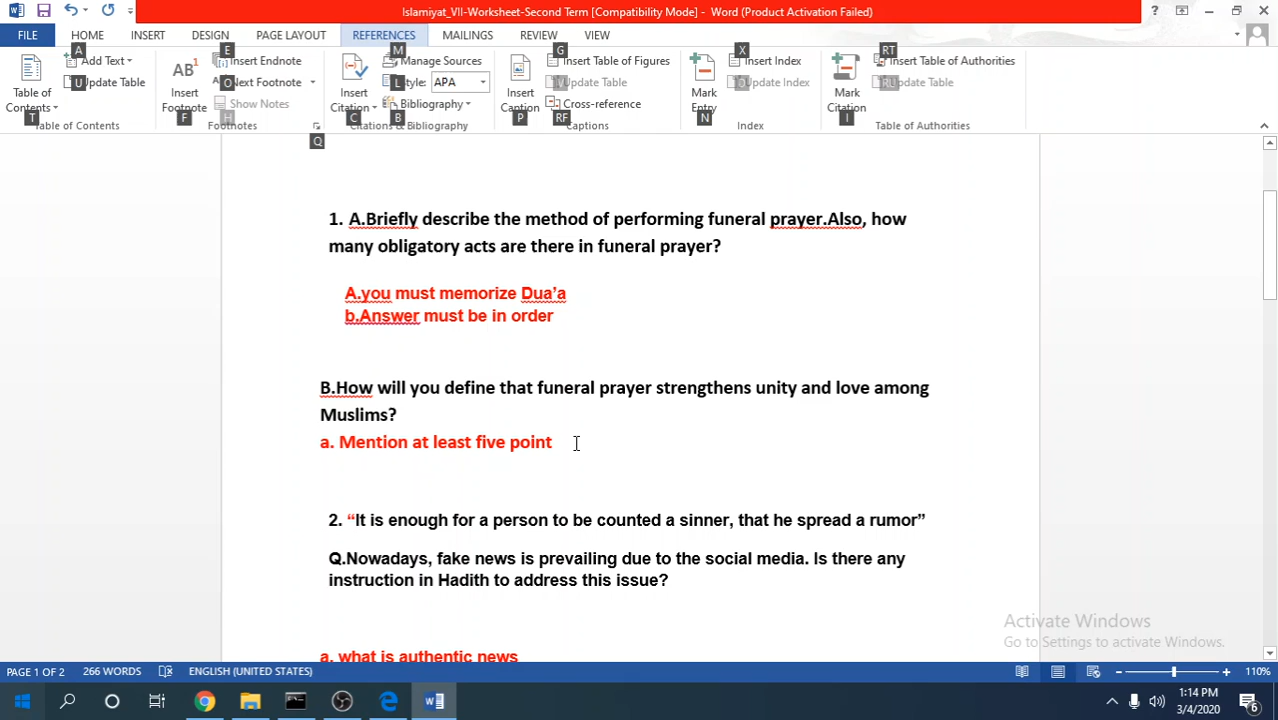 Islamiyat_VII-Worksheet-Second Term [Compatibility Mode] - Word (Product Activation Failed)
FILE HOME INSERT DESIGN PAGE LAYOUT REFERENCES MAILINGS REVIEW VIEW
A E M G X RT
Add Text Insert Endnote Manage Sources Insert Table of Figures Insert Index Insert Table of Authorities
U Update Table O Next Footnote L Style: APA Update Table Update Index Update Table
Table of Contents Insert Footnote Show Notes Insert Citation Bibliography Insert Caption Cross-reference Mark Entry Mark Citation
T F H C B P RF N I
Table of Contents Footnotes Citations & Bibliography Captions Index Table of Authorities
Q
1. A.Briefly describe the method of performing funeral prayer.Also, how
many obligatory acts are there in funeral prayer?
A.you must memorize Dua’a
b.Answer must be in order
B.How will you define that funeral prayer strengthens unity and love among
Muslims?
a. Mention at least five point
2. “It is enough for a person to be counted a sinner, that he spread a rumor”
Q.Nowadays, fake news is prevailing due to the social media. Is there any
instruction in Hadith to address this issue?
a. what is authentic news
Activate Windows
Go to Settings to activate Windows.
PAGE 1 OF 2 266 WORDS ENGLISH (UNITED STATES) 110%
1:14 PM
3/4/2020
6